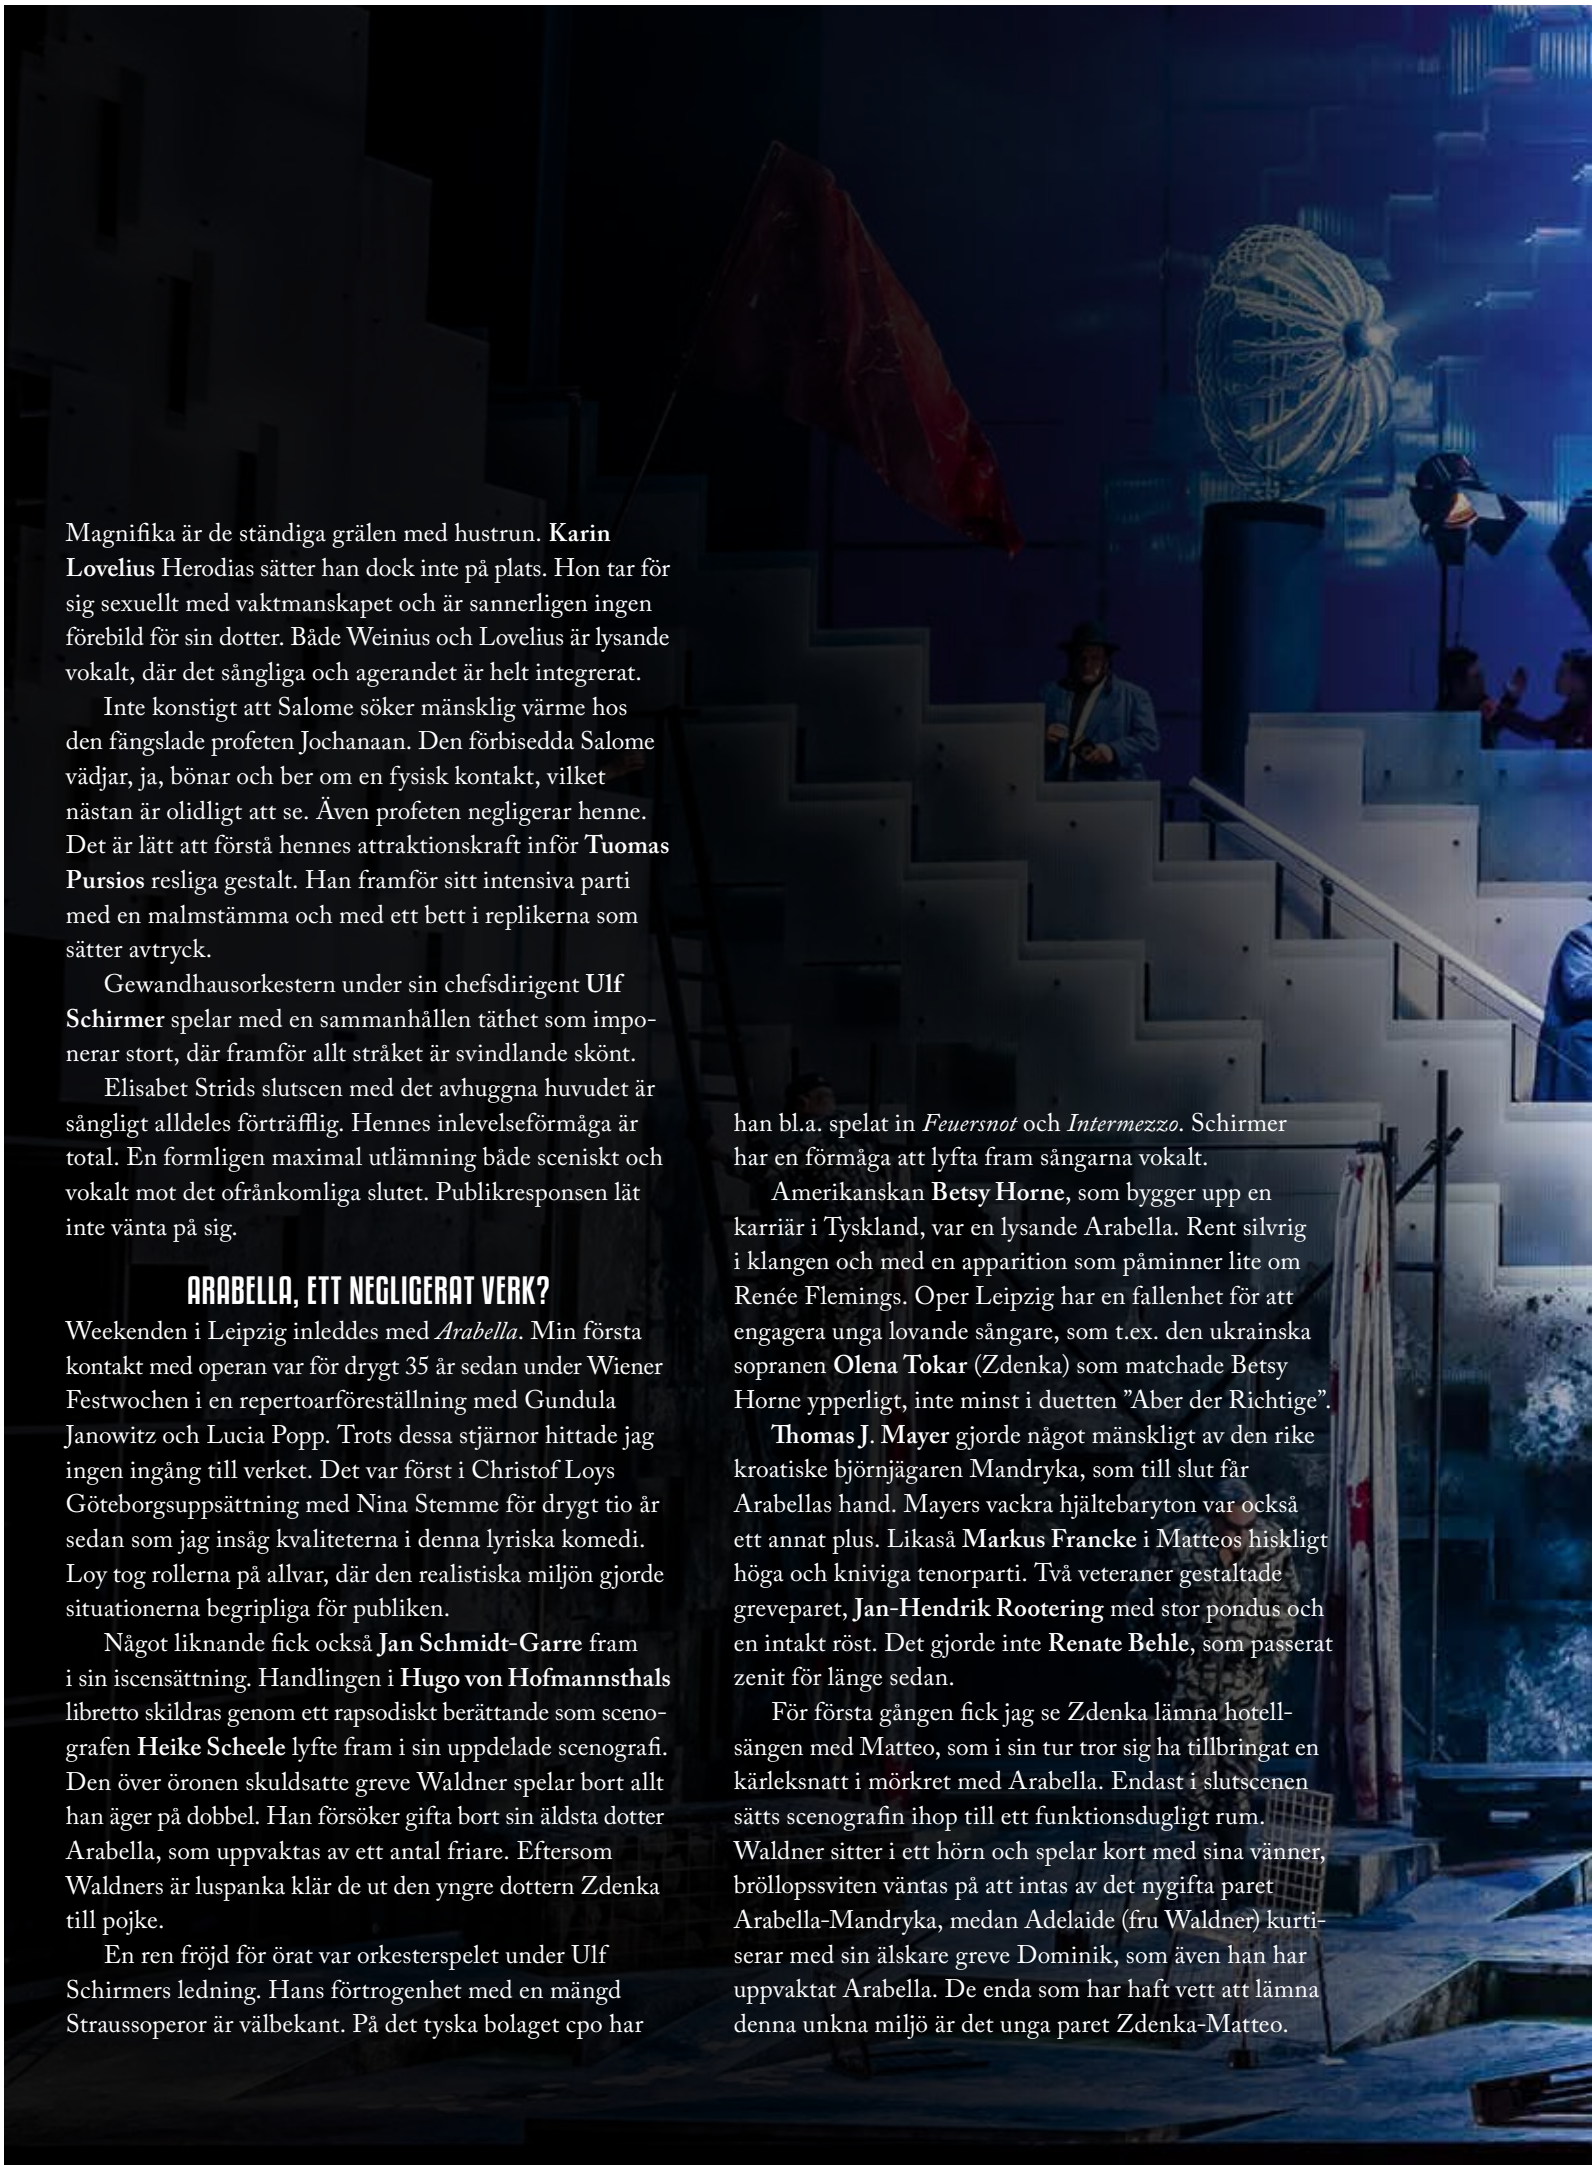 Magnifika är de ständiga grälen med hustrun. Karin
Lovelius Herodias sätter han dock inte på plats. Hon tar för
sig sexuellt med vaktmanskapet och är sannerligen ingen
förebild för sin dotter. Både Weinius och Lovelius är lysande
vokalt, där det sångliga och agerandet är helt integrerat.
Inte konstigt att Salome söker mänsklig värme hos
den fängslade profeten Jochanaan. Den förbisedda Salome
vädjar, ja, bönar och ber om en fysisk kontakt, vilket
nästan är olidligt att se. Även profeten negligerar henne.
Det är lätt att förstå hennes attraktionskraft inför Tuomas
Pursios resliga gestalt. Han framför sitt intensiva parti
med en malmstämma och med ett bett i replikerna som
sätter avtryck.
Gewandhausorkestern under sin chefsdirigent Ulf
Schirmer spelar med en sammanhållen täthet som impo-
nerar stort, där framför allt stråket är svindlande skönt.
Elisabet Strids slutscen med det avhuggna huvudet är
sångligt alldeles förträfflig. Hennes inlevelseförmåga är
total. En formligen maximal utlämning både sceniskt och
vokalt mot det ofrånkomliga slutet. Publikresponsen lät
inte vänta på sig.
ARABELLA, ETT NEGLIGERAT VERK?
Weekenden i Leipzig inleddes med Arabella. Min första
kontakt med operan var för drygt 35 år sedan under Wiener
Festwochen i en repertoarföreställning med Gundula
Janowitz och Lucia Popp. Trots dessa stjärnor hittade jag
ingen ingång till verket. Det var först i Christof Loys
Göteborgsuppsättning med Nina Stemme för drygt tio år
sedan som jag insåg kvaliteterna i denna lyriska komedi.
Loy tog rollerna på allvar, där den realistiska miljön gjorde
situationerna begripliga för publiken.
Något liknande fick också Jan Schmidt-Garre fram
i sin iscensättning. Handlingen i Hugo von Hofmannsthals
libretto skildras genom ett rapsodiskt berättande som sceno-
grafen Heike Scheele lyfte fram i sin uppdelade scenografi.
Den över öronen skuldsatte greve Waldner spelar bort allt
han äger på dobbel. Han försöker gifta bort sin äldsta dotter
Arabella, som uppvaktas av ett antal friare. Eftersom
Waldners är luspanka klär de ut den yngre dottern Zdenka
till pojke.
En ren fröjd för örat var orkesterspelet under Ulf
Schirmers ledning. Hans förtrogenhet med en mängd
Straussoperor är välbekant. På det tyska bolaget cpo har
han bl.a. spelat in Feuersnot och Intermezzo. Schirmer
har en förmåga att lyfta fram sångarna vokalt.
Amerikanskan Betsy Horne, som bygger upp en
karriär i Tyskland, var en lysande Arabella. Rent silvrig
i klangen och med en apparition som påminner lite om
Renée Flemings. Oper Leipzig har en fallenhet för att
engagera unga lovande sångare, som t.ex. den ukrainska
sopranen Olena Tokar (Zdenka) som matchade Betsy
Horne ypperligt, inte minst i duetten ”Aber der Richtige”.
Thomas J. Mayer gjorde något mänskligt av den rike
kroatiske björnjägaren Mandryka, som till slut får
Arabellas hand. Mayers vackra hjältebaryton var också
ett annat plus. Likaså Markus Francke i Matteos hiskligt
höga och kniviga tenorparti. Två veteraner gestaltade
greveparet, Jan-Hendrik Rootering med stor pondus och
en intakt röst. Det gjorde inte Renate Behle, som passerat
zenit för länge sedan.
För första gången fick jag se Zdenka lämna hotell-
sängen med Matteo, som i sin tur tror sig ha tillbringat en
kärleksnatt i mörkret med Arabella. Endast i slutscenen
sätts scenografin ihop till ett funktionsdugligt rum.
Waldner sitter i ett hörn och spelar kort med sina vänner,
bröllopssviten väntas på att intas av det nygifta paret
Arabella-Mandryka, medan Adelaide (fru Waldner) kurti-
serar med sin älskare greve Dominik, som även han har
uppvaktat Arabella. De enda som har haft vett att lämna
denna unkna miljö är det unga paret Zdenka-Matteo.